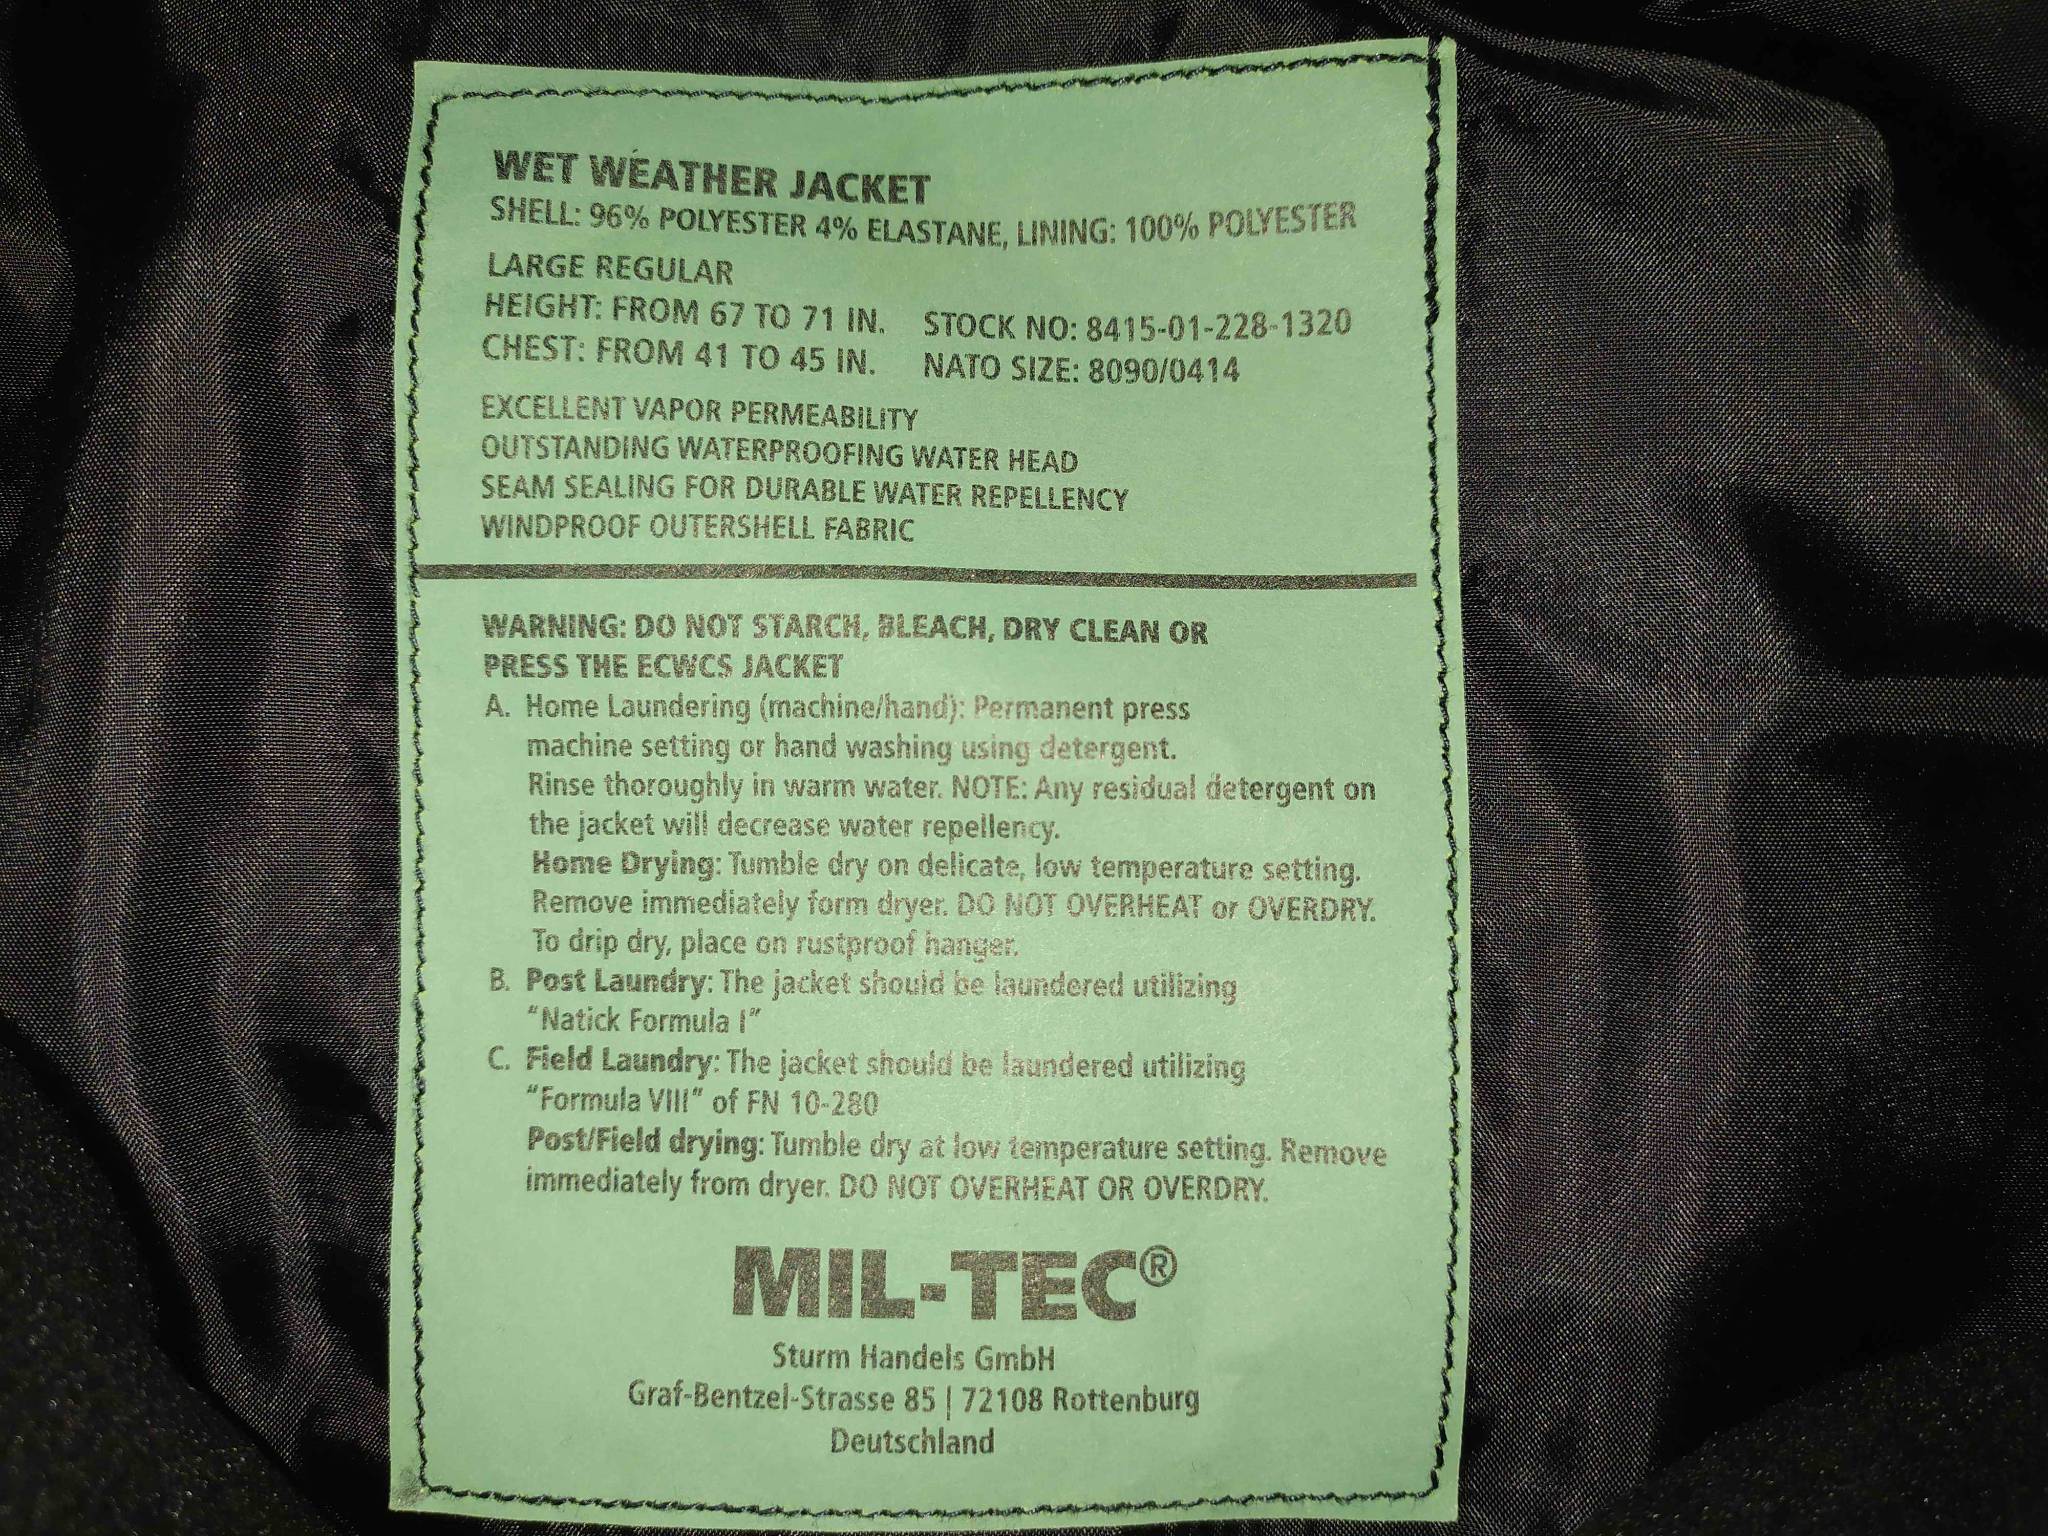 WET WEATHER JACKET
SHELL: 96% POLYESTER 4% ELASTANE, LINING: 100% POLYESTER
LARGE REGULAR
HEIGHT: FROM 67 TO 71 IN. STOCK NO: 8415-01-228-1320
CHEST: FROM 41 TO 45 IN. NATO SIZE: 8090/0414
EXCELLENT VAPOR PERMEABILITY
OUTSTANDING WATERPROOFING WATER HEAD
SEAM SEALING FOR DURABLE WATER REPELLENCY
WINDPROOF OUTERSHELL FABRIC
WARNING: DO NOT STARCH, BLEACH, DRY CLEAN OR
PRESS THE ECWCS JACKET
A. Home Laundering (machine/hand): Permanent press
machine setting or hand washing using detergent.
Rinse thoroughly in warm water. NOTE: Any residual detergent on
the jacket will decrease water repellency.
Home Drying: Tumble dry on delicate, low temperature setting.
Remove immediately form dryer. DO NOT OVERHEAT or OVERDRY.
To drip dry, place on rustproof hanger.
B. Post Laundry: The jacket should be laundered utilizing
“Natick Formula I”
C. Field Laundry: The jacket should be laundered utilizing
“Formula VIII” of FN 10-280
Post/Field drying: Tumble dry at low temperature setting. Remove
immediately from dryer. DO NOT OVERHEAT OR OVERDRY.
MIL-TEC®
Sturm Handels GmbH
Graf-Bentzel-Strasse 85 | 72108 Rottenburg
Deutschland